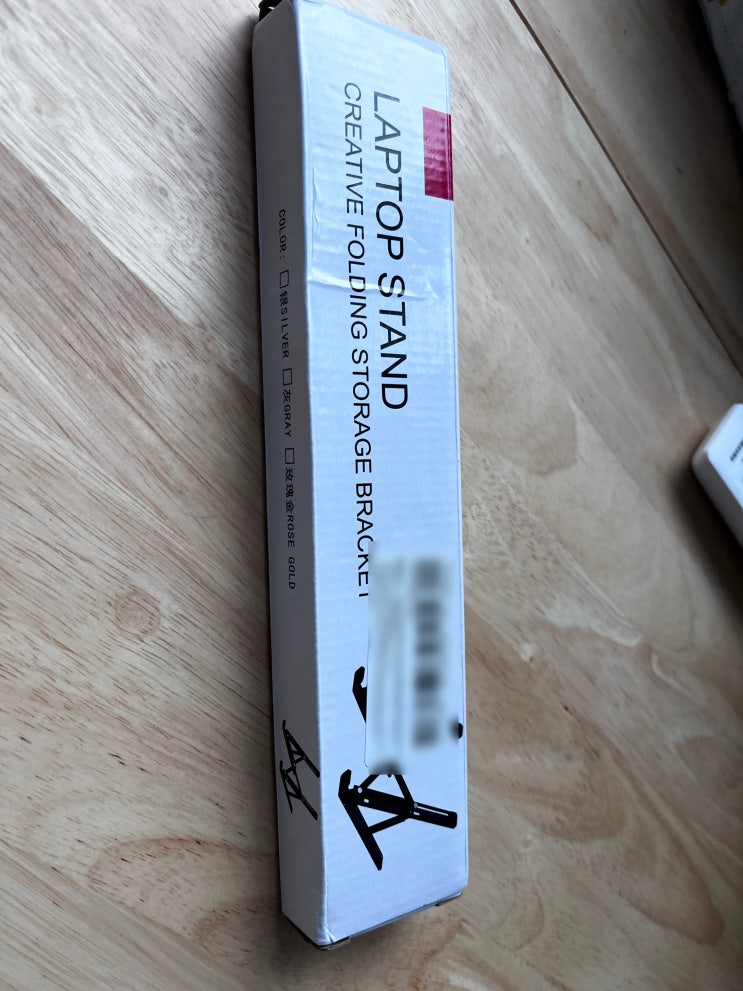 LAPTOP STAND
CREATIVE FOLDING STORAGE BRACKET
COLOR: □ 银SILVER □ 灰GRAY □ 玫瑰金ROSE GOLD